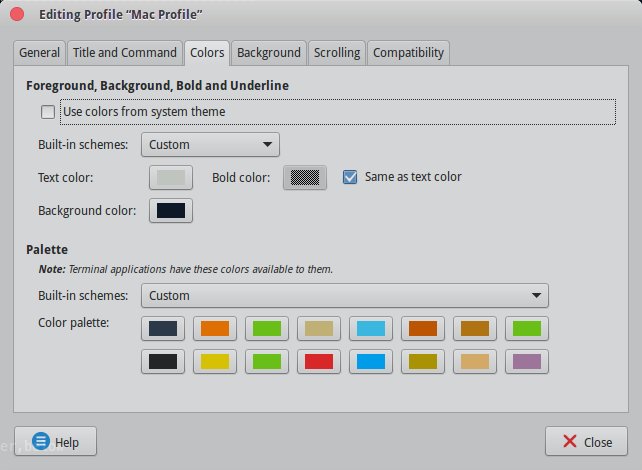 Editing Profile “Mac Profile”
General Title and Command Colors Background Scrolling Compatibility
Foreground, Background, Bold and Underline
Use colors from system theme
Built-in schemes: Custom
Text color: Bold color: Same as text color
Background color:
Palette
Note: Terminal applications have these colors available to them.
Built-in schemes: Custom
Color palette:
Help Close